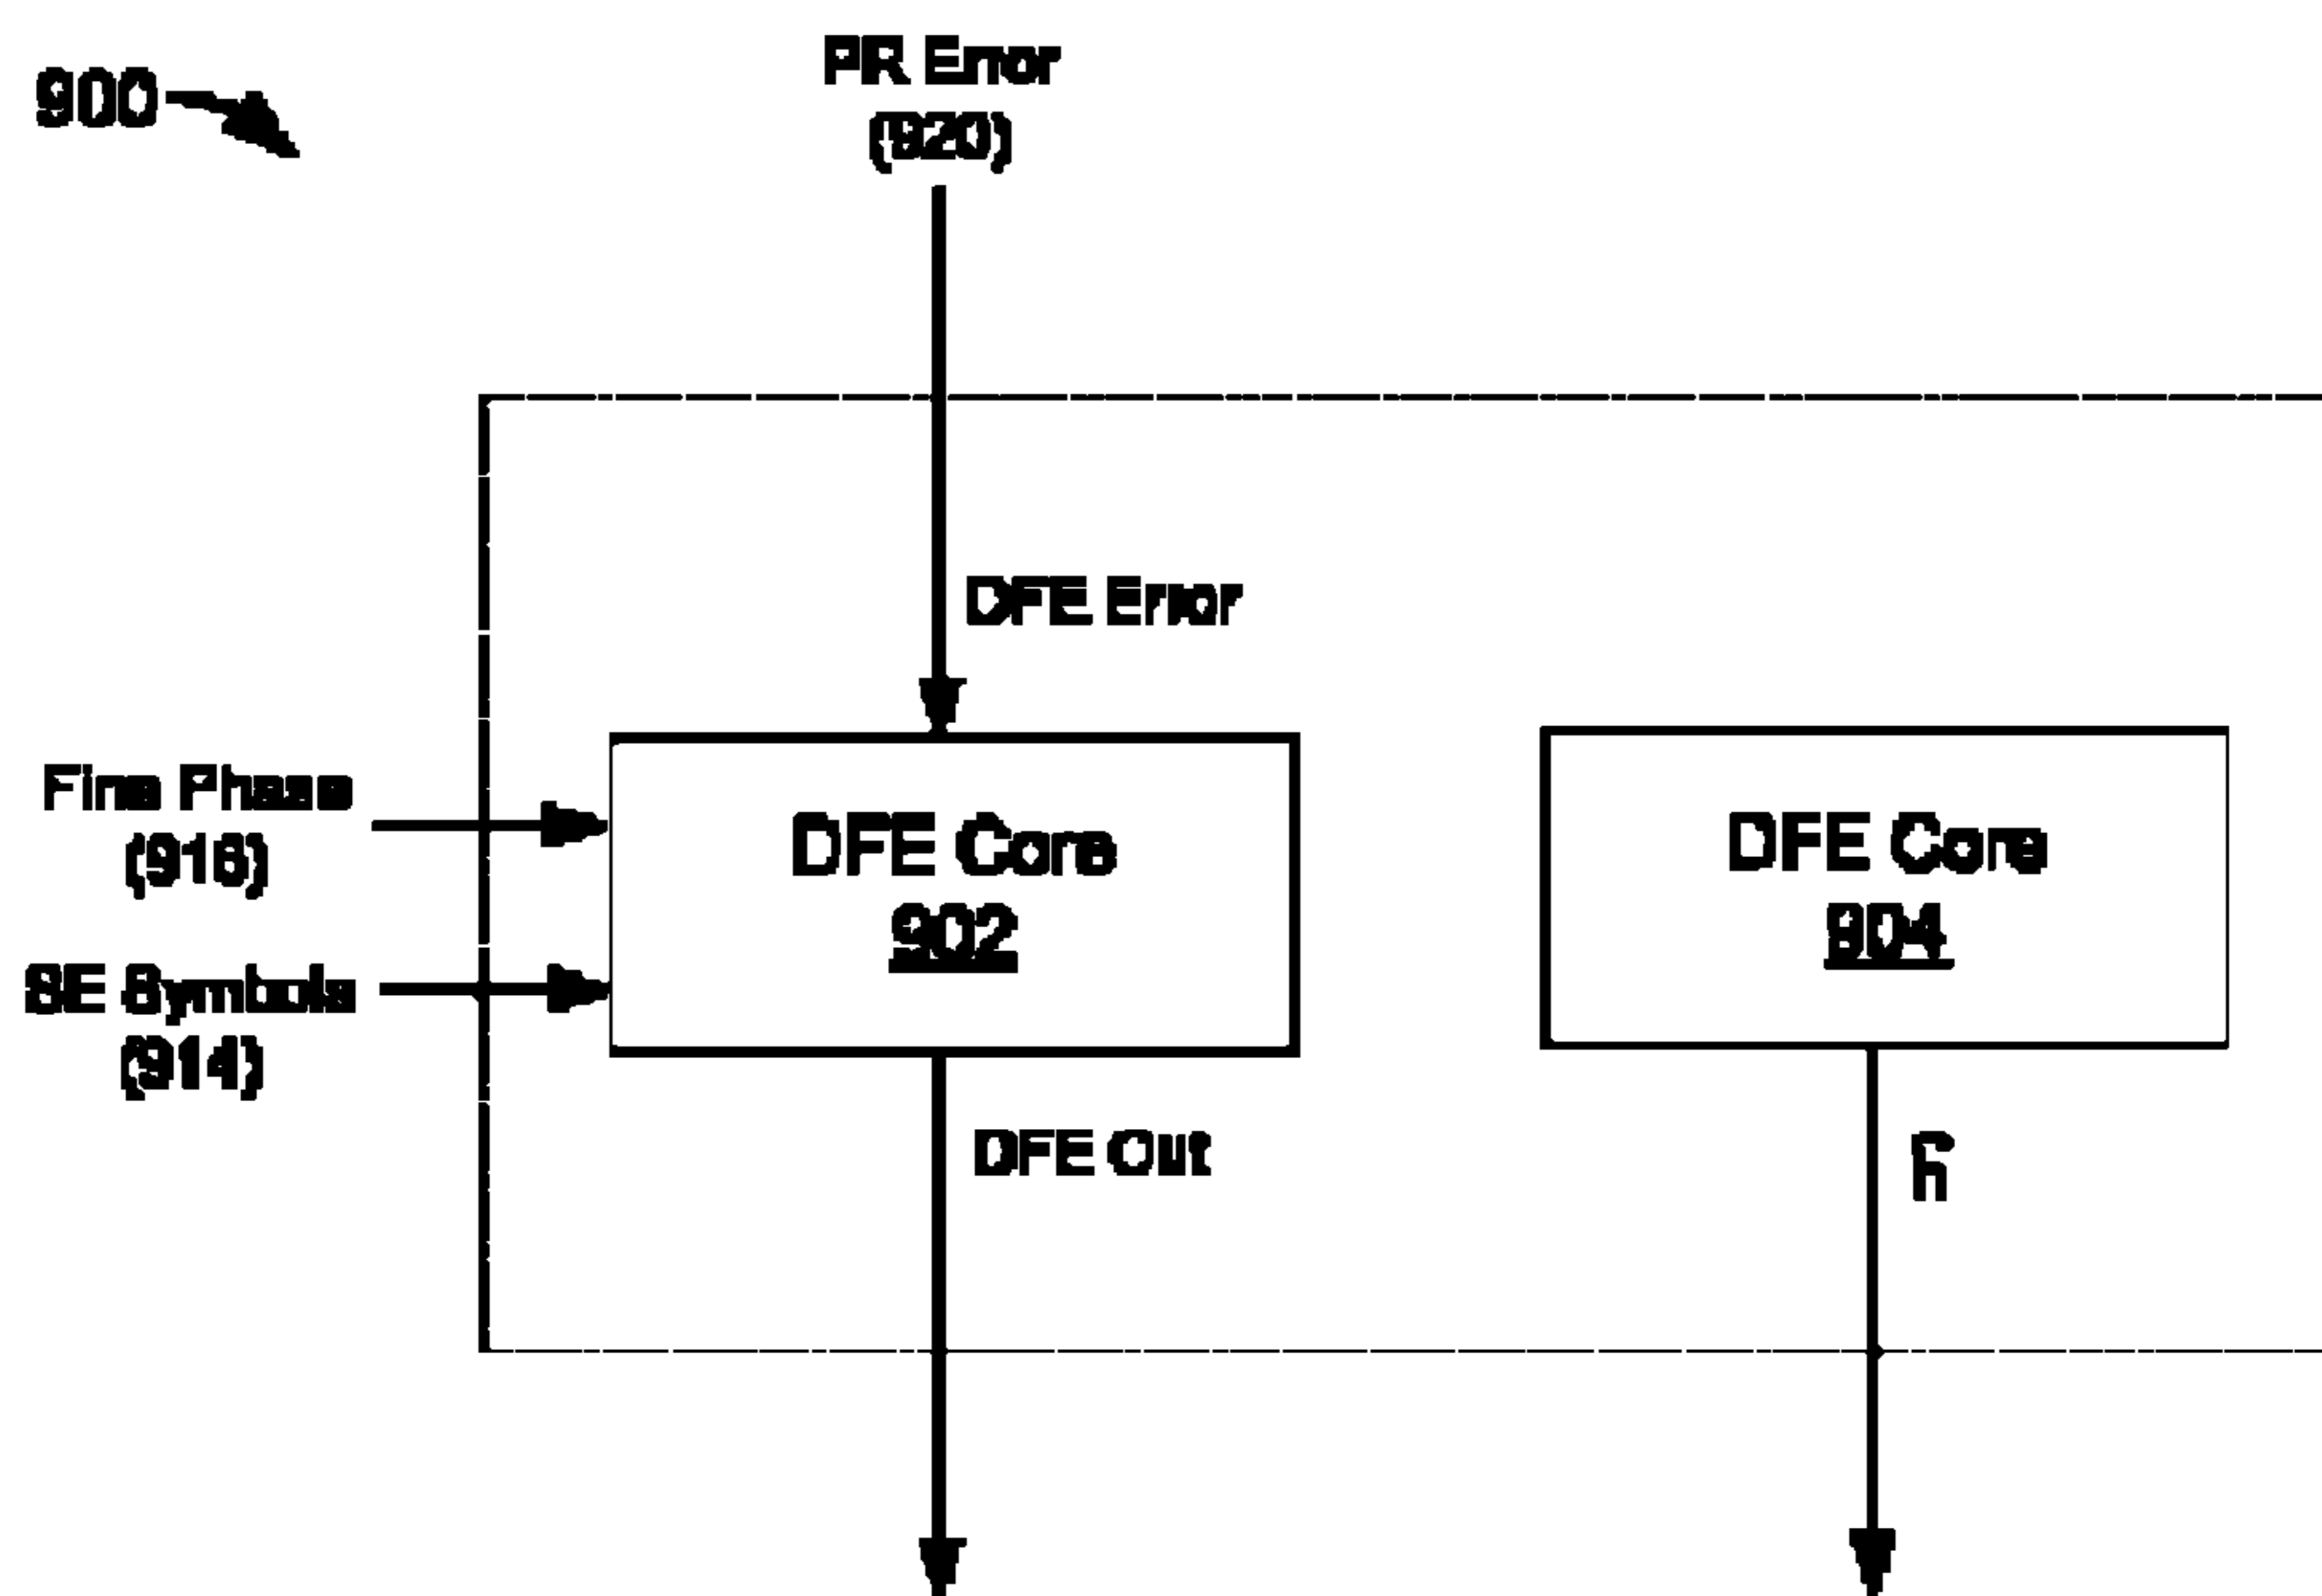 900
PR Error
(920)
DFE Error
Fine Phase
(916)
DFE Core
902
DFE Core
904
SE Symbols
(914)
DFE Out